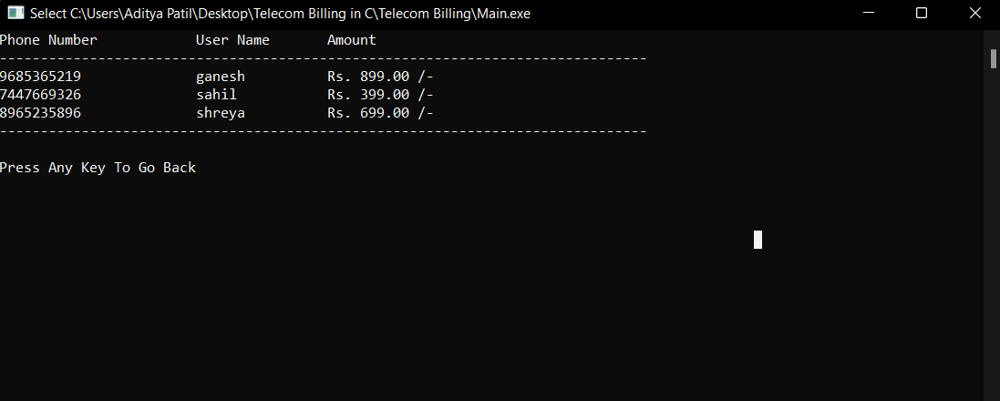 Select C:\Users\Aditya Patil\Desktop\Telecom Billing in C\Telecom Billing\Main.exe
Phone Number User Name Amount
-------------------------------------------------------------------------------
9685365219 ganesh Rs. 899.00 /-
7447669326 sahil Rs. 399.00 /-
8965235896 shreya Rs. 699.00 /-
-------------------------------------------------------------------------------
Press Any Key To Go Back